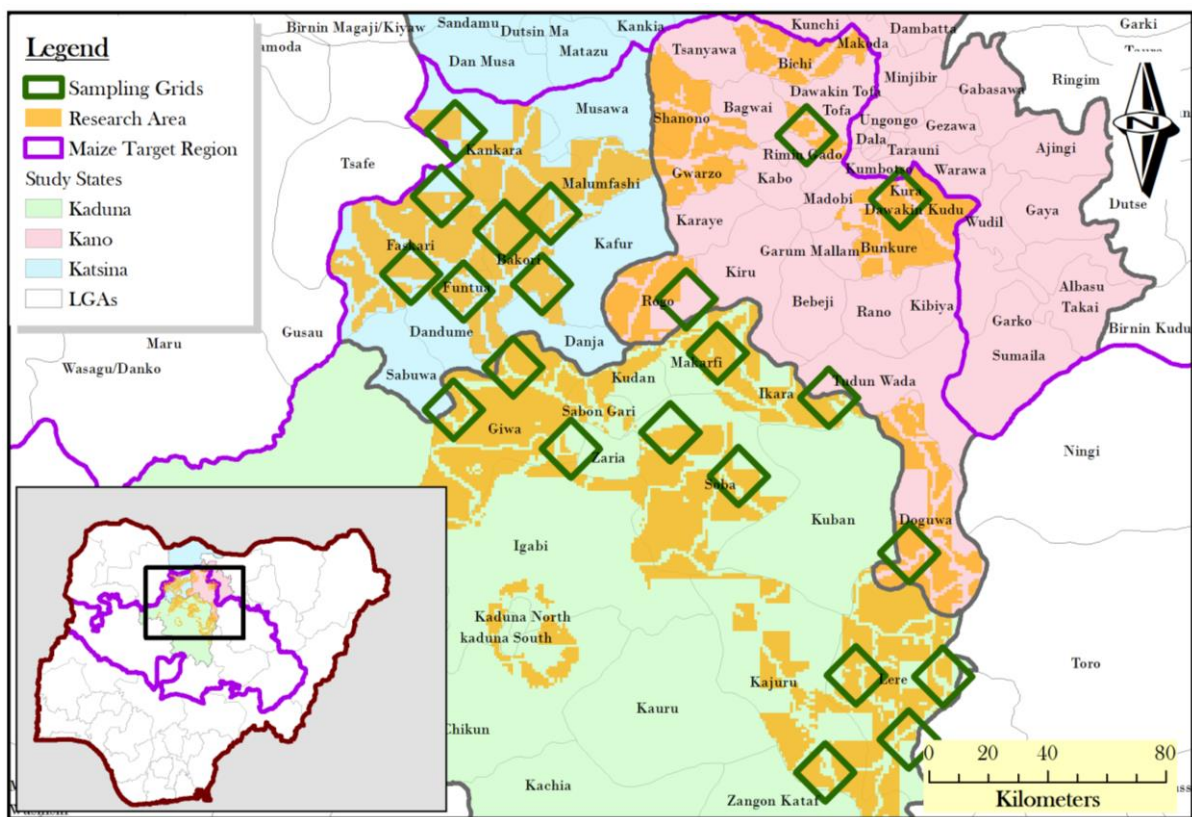 Legend
Sampling Grids
Research Area
Maize Target Region
Study States
Kaduna
Kano
Katsina
LGAs
Birnin Magaji/Kiyaw
Sandamu
Dutsin Ma
Kankia
Matazu
Dan Musa
Musawa
Kunchi
Dambatta
Garki
Tsanyawa
Makoda
Bichi
Minjibir
Gabasawa
Ringim
Dawakin Tofa
Tofa
Bagwai
Shanono
Ungongo
Gezawa
Dala
Tarauni
Ajingi
Rimin Gado
Kumbotso
Warawa
Tsafe
Kankara
Malumfashi
Gwarzo
Kabo
Madobi
Kura
Dawakin Kudu
Wudil
Gaya
Dutse
Karaye
Faskari
Kafur
Bakori
Garum Mallam
Bunkure
Funtua
Rogo
Kiru
Bebeji
Rano
Kibiya
Albasu
Takai
Garko
Birnin Kudu
Gusau
Dandume
Danja
Maru
Wasagu/Danko
Sabuwa
Kudan
Makarfi
Sumaila
Tudun Wada
Ikara
Sabon Gari
Giwa
Zaria
Soba
Ningi
Kuban
Doguwa
Igabi
Kaduna North
kaduna South
Toro
Kajuru
Lere
Kauru
Chikun
Kachia
Zangon Kataf
N
0 20 40 80
Kilometers